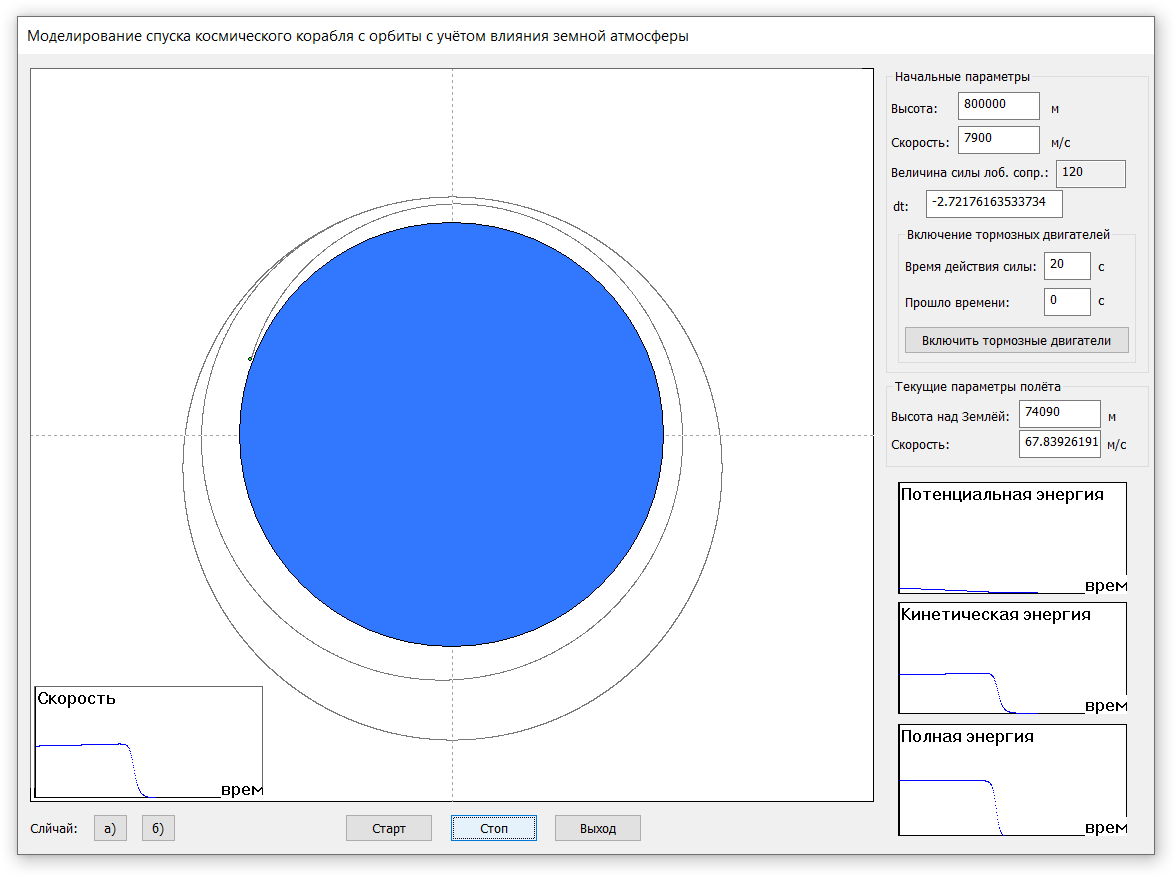 Моделирование спуска космического корабля с орбиты с учётом влияния земной атмосферы
Начальные параметры
Высота: 800000 м
Скорость: 7900 м/с
Величина силы лоб. сопр.: 120
dt: -2.72176163533734
Включение тормозных двигателей
Время действия силы: 20 с
Прошло времени: 0 с
Включить тормозные двигатели
Текущие параметры полёта
Высота над Землёй: 74090 м
Скорость: 67.83926191 м/с
Потенциальная энергия
врем
Кинетическая энергия
врем
Полная энергия
врем
Скорость
врем
Слйчай: а) б) Старт Стоп Выход